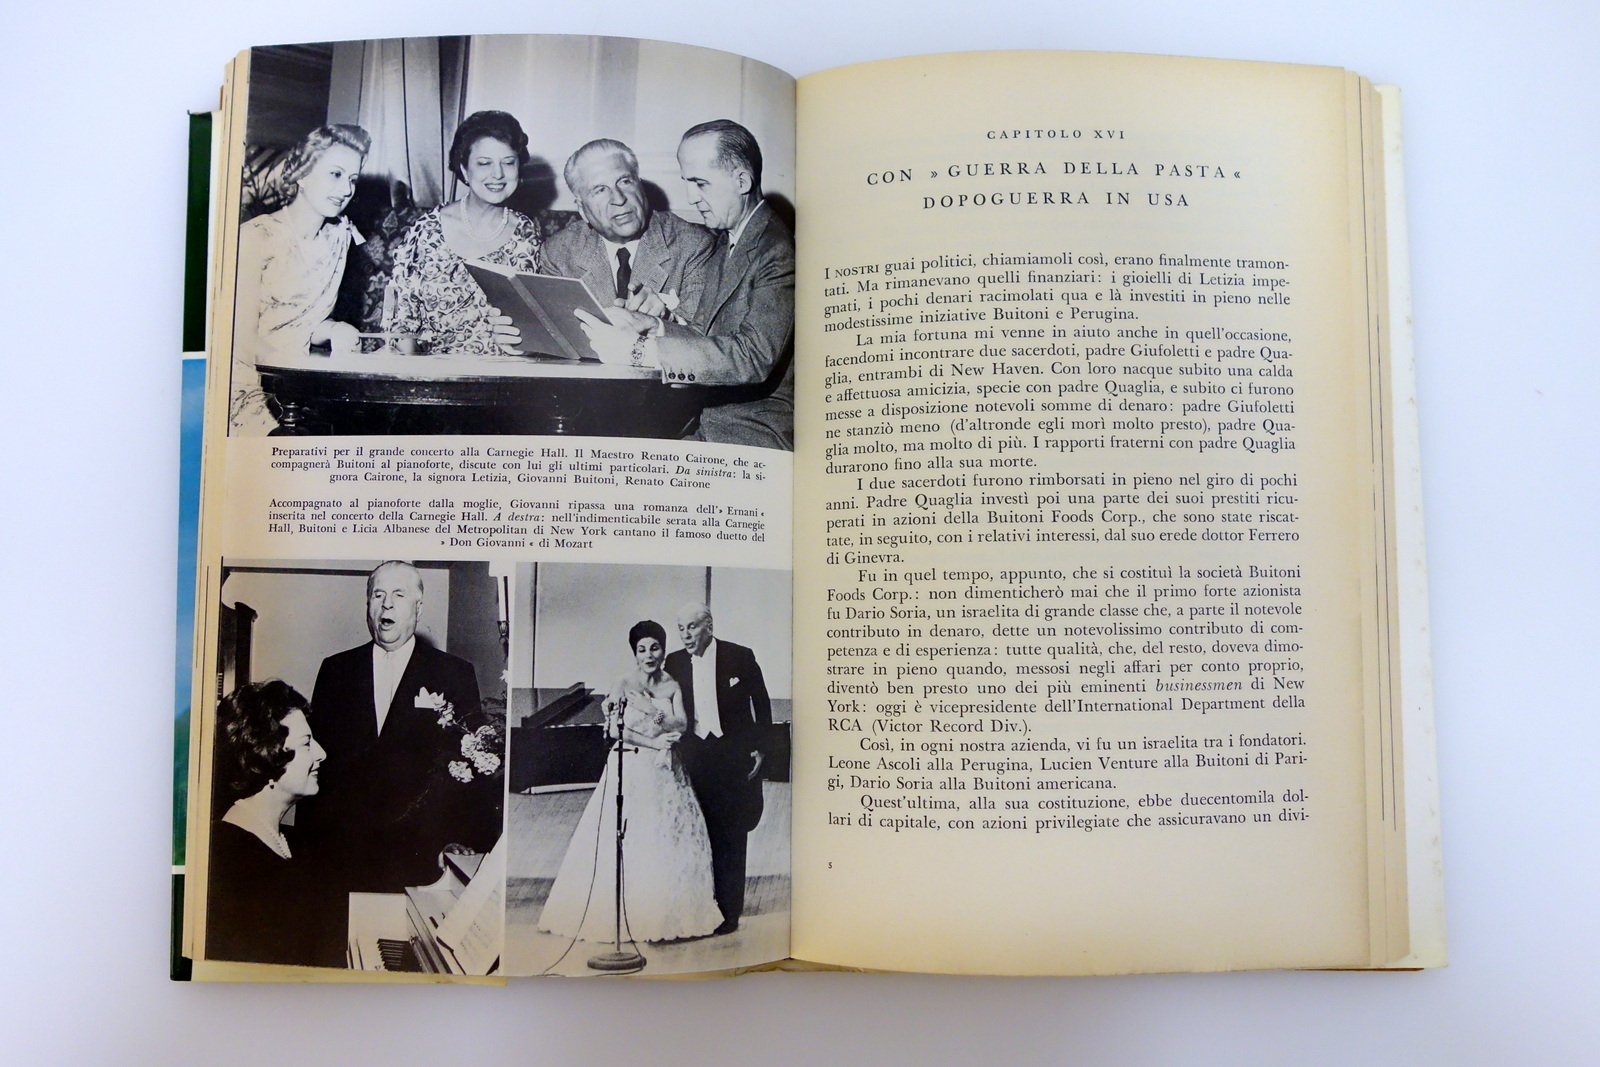 Preparativi per il grande concerto alla Carnegie Hall. Il Maestro Renato Cairone, che ac-
compagnerà Buitoni al pianoforte, discute con lui gli ultimi particolari. Da sinistra: la si-
gnora Cairone, la signora Letizia, Giovanni Buitoni, Renato Cairone
Accompagnato al pianoforte dalla moglie, Giovanni ripassa una romanza dell'» Ernani «
inserita nel concerto della Carnegie Hall. A destra: nell'indimenticabile serata alla Carnegie
Hall, Buitoni e Licia Albanese del Metropolitan di New York cantano il famoso duetto del
» Don Giovanni « di Mozart
CAPITOLO XVI
CON » GUERRA DELLA PASTA «
DOPOGUERRA IN USA
I NOSTRI guai politici, chiamiamoli così, erano finalmente tramon-
tati. Ma rimanevano quelli finanziari: i gioielli di Letizia impe-
gnati, i pochi denari racimolati qua e là investiti in pieno nelle
modestissime iniziative Buitoni e Perugina.
La mia fortuna mi venne in aiuto anche in quell'occasione,
facendomi incontrare due sacerdoti, padre Giufoletti e padre Qua-
glia, entrambi di New Haven. Con loro nacque subito una calda
e affettuosa amicizia, specie con padre Quaglia, e subito ci furono
messe a disposizione notevoli somme di denaro: padre Giufoletti
ne stanziò meno (d'altronde egli morì molto presto), padre Qua-
glia molto, ma molto di più. I rapporti fraterni con padre Quaglia
durarono fino alla sua morte.
I due sacerdoti furono rimborsati in pieno nel giro di pochi
anni. Padre Quaglia investì poi una parte dei suoi prestiti ricu-
perati in azioni della Buitoni Foods Corp., che sono state riscat-
tate, in seguito, con i relativi interessi, dal suo erede dottor Ferrero
di Ginevra.
Fu in quel tempo, appunto, che si costituì la società Buitoni
Foods Corp.: non dimenticherò mai che il primo forte azionista
fu Dario Soria, un israelita di grande classe che, a parte il notevole
contributo in denaro, dette un notevolissimo contributo di com-
petenza e di esperienza: tutte qualità, che, del resto, doveva dimo-
strare in pieno quando, messosi negli affari per conto proprio,
diventò ben presto uno dei più eminenti businessmen di New
York: oggi è vicepresidente dell'International Department della
RCA (Victor Record Div.).
Così, in ogni nostra azienda, vi fu un israelita tra i fondatori.
Leone Ascoli alla Perugina, Lucien Venture alla Buitoni di Pari-
gi, Dario Soria alla Buitoni americana.
Quest'ultima, alla sua costituzione, ebbe duecentomila dol-
lari di capitale, con azioni privilegiate che assicuravano un divi-
5